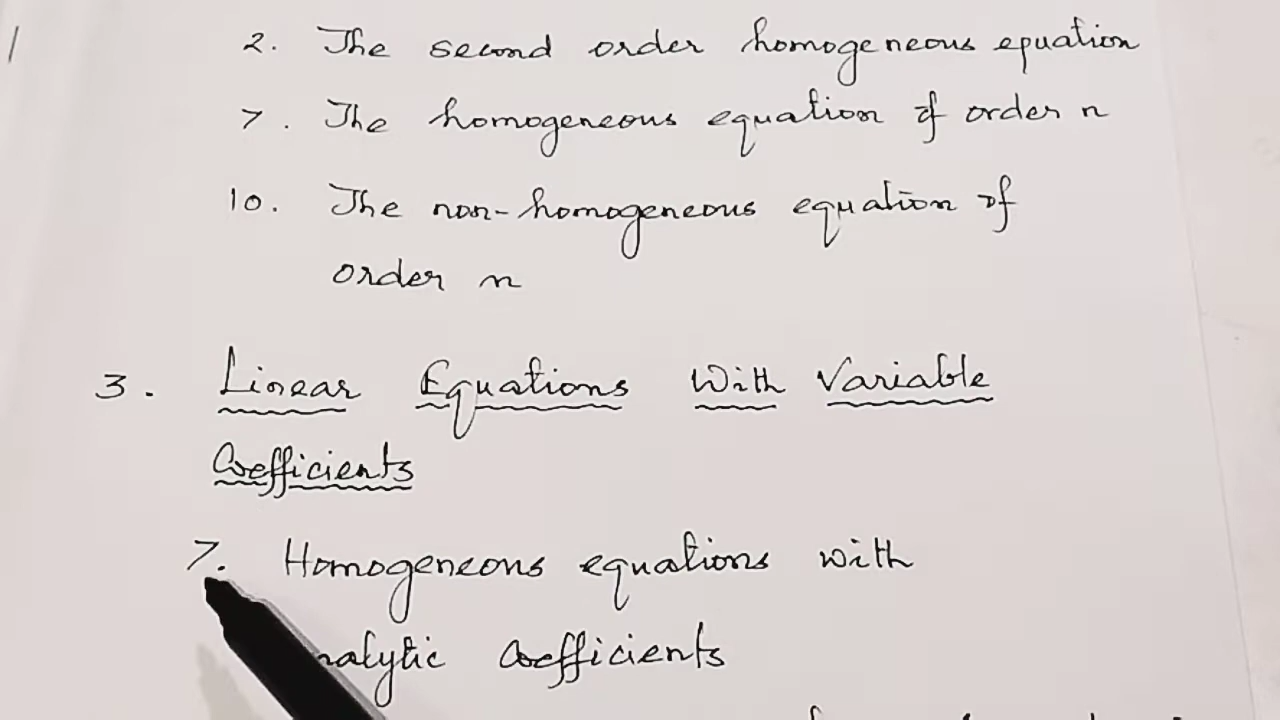 2. The second order homogeneous equation
7. The homogeneous equation of order n
10. The non-homogeneous equation of
order n
3. Linear Equations With Variable
Coefficients
7. Homogeneous equations with
coefficients